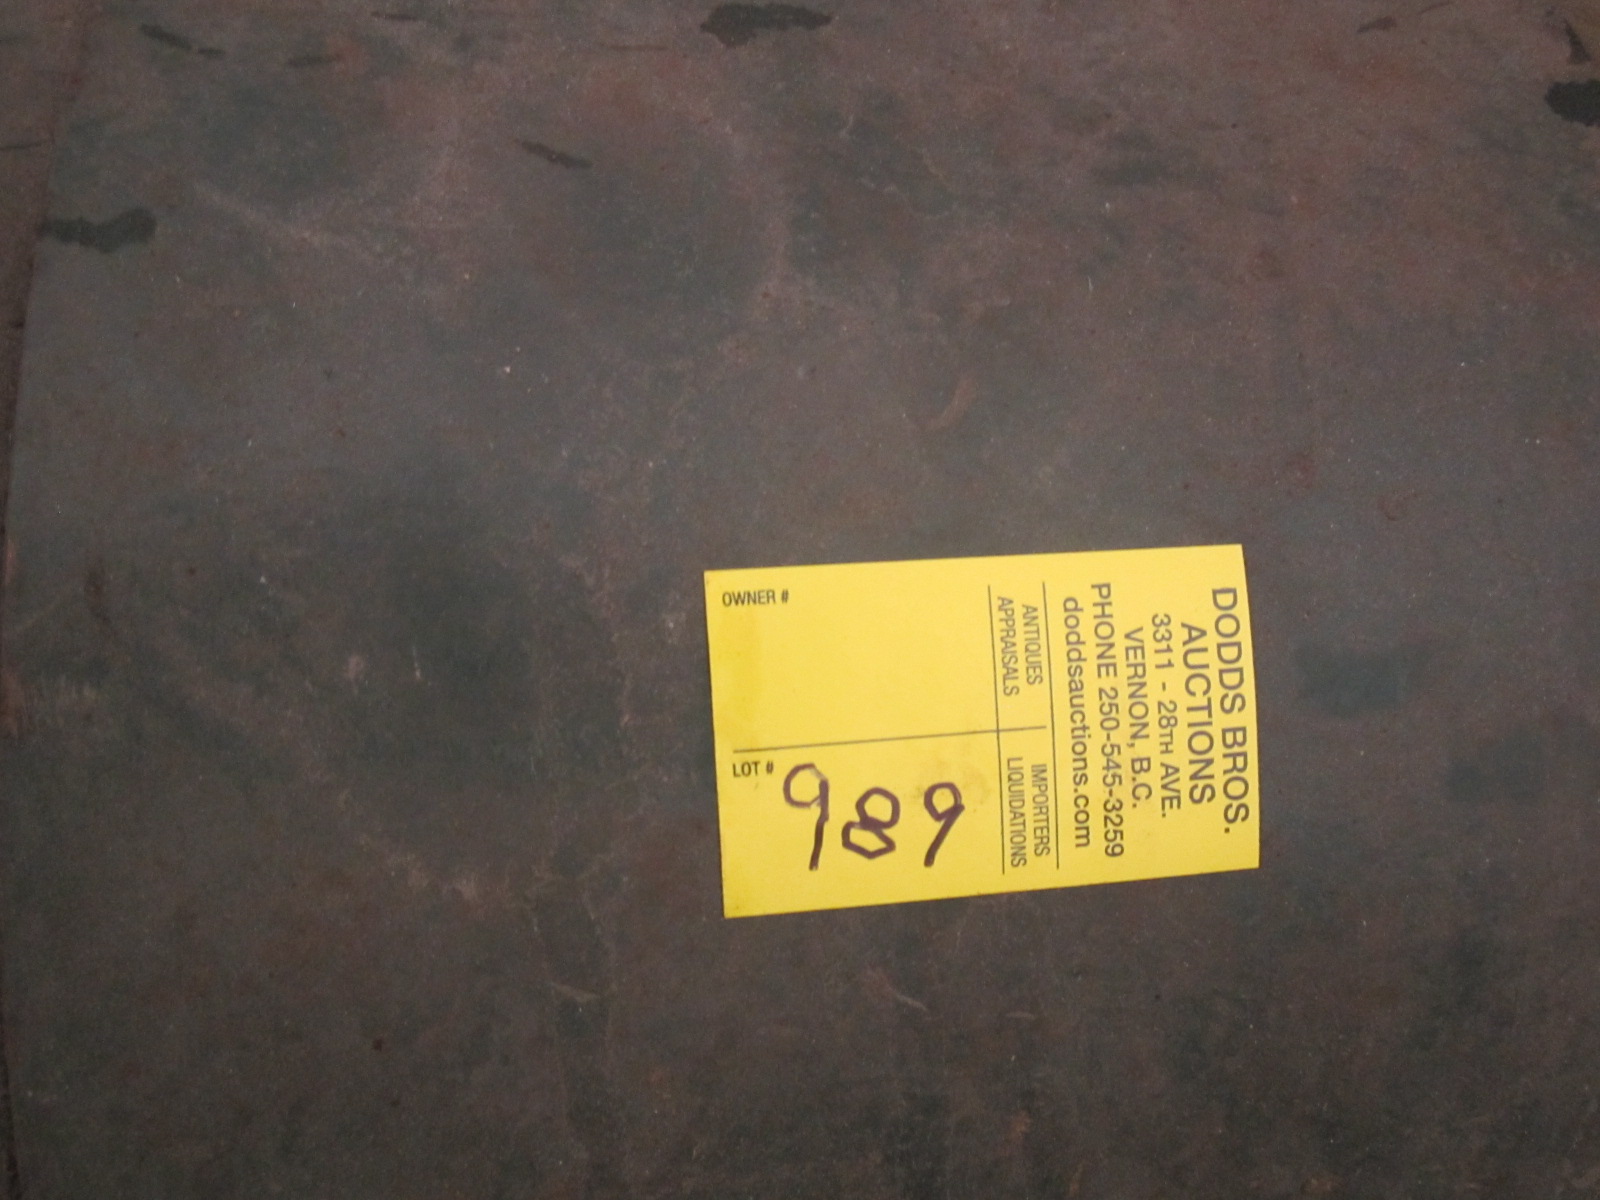 DODDS BROS.
AUCTIONS
3311 - 28TH AVE.
VERNON, B.C.
PHONE 250-545-3259
doddsauctions.com
ANTIQUES IMPORTERS
APPRAISALS LIQUIDATIONS
OWNER #
LOT # 989